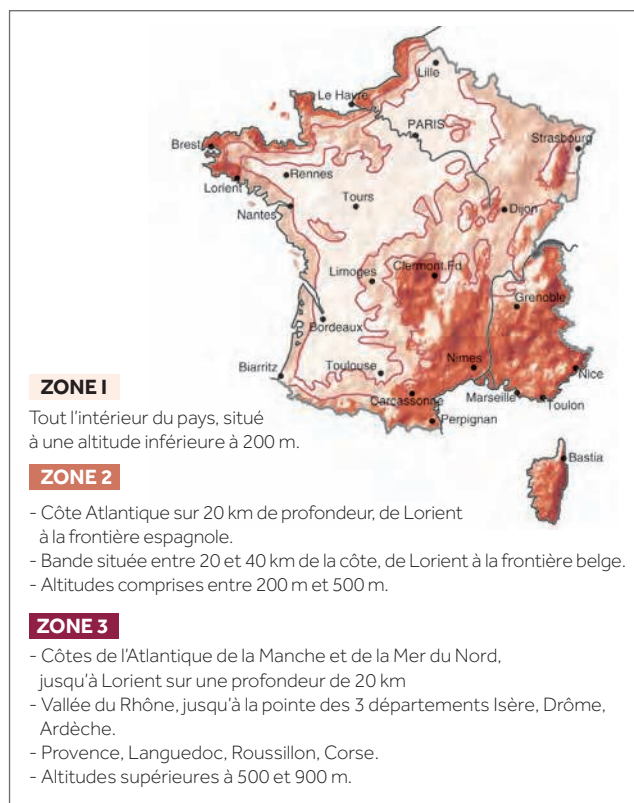 Lille
Le Havre
PARIS
Strasbourg
Brest
Rennes
Lorient
Tours
Nantes
Dijon
Limoges
Clermont.Fd
Grenoble
Bordeaux
Biarritz
Toulouse
Nimes
Nice
Carcassonne
Marseille
Toulon
Perpignan
Bastia
ZONE I
Tout l'intérieur du pays, situé
à une altitude inférieure à 200 m.
ZONE 2
- Côte Atlantique sur 20 km de profondeur, de Lorient
à la frontière espagnole.
- Bande située entre 20 et 40 km de la côte, de Lorient à la frontière belge.
- Altitudes comprises entre 200 m et 500 m.
ZONE 3
- Côtes de l'Atlantique de la Manche et de la Mer du Nord,
jusqu'à Lorient sur une profondeur de 20 km
- Vallée du Rhône, jusqu'à la pointe des 3 départements Isère, Drôme,
Ardèche.
- Provence, Languedoc, Roussillon, Corse.
- Altitudes supérieures à 500 et 900 m.